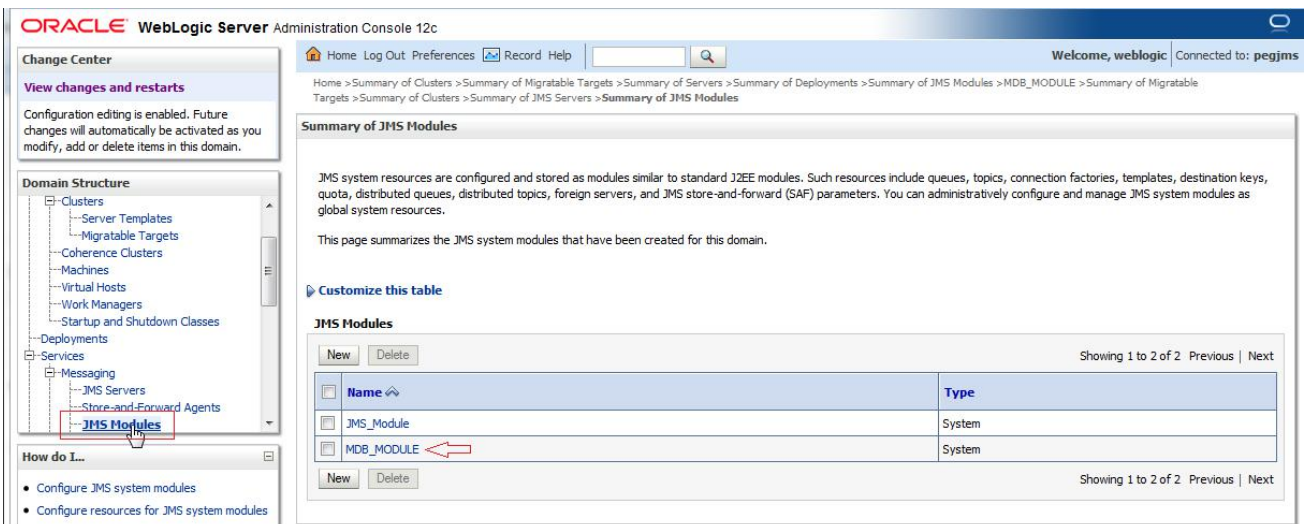 ORACLE WebLogic Server Administration Console 12c
Change Center
View changes and restarts
Configuration editing is enabled. Future
changes will automatically be activated as you
modify, add or delete items in this domain.
Domain Structure
Clusters
Server Templates
Migratable Targets
Coherence Clusters
Machines
Virtual Hosts
Work Managers
Startup and Shutdown Classes
Deployments
Services
Messaging
JMS Servers
Store-and-Forward Agents
JMS Modules
How do I...
Configure JMS system modules
Configure resources for JMS system modules
Home Log Out Preferences Record Help
Welcome, weblogic Connected to: pegjms
Home >Summary of Clusters >Summary of Migratable Targets >Summary of Servers >Summary of Deployments >Summary of JMS Modules >MDB_MODULE >Summary of Migratable
Targets >Summary of Clusters >Summary of JMS Servers >Summary of JMS Modules
Summary of JMS Modules
JMS system resources are configured and stored as modules similar to standard J2EE modules. Such resources include queues, topics, connection factories, templates, destination keys,
quota, distributed queues, distributed topics, foreign servers, and JMS store-and-forward (SAF) parameters. You can administratively configure and manage JMS system modules as
global system resources.
This page summarizes the JMS system modules that have been created for this domain.
Customize this table
JMS Modules
New Delete Showing 1 to 2 of 2 Previous | Next
Name Type
JMS_Module System
MDB_MODULE System
New Delete Showing 1 to 2 of 2 Previous | Next